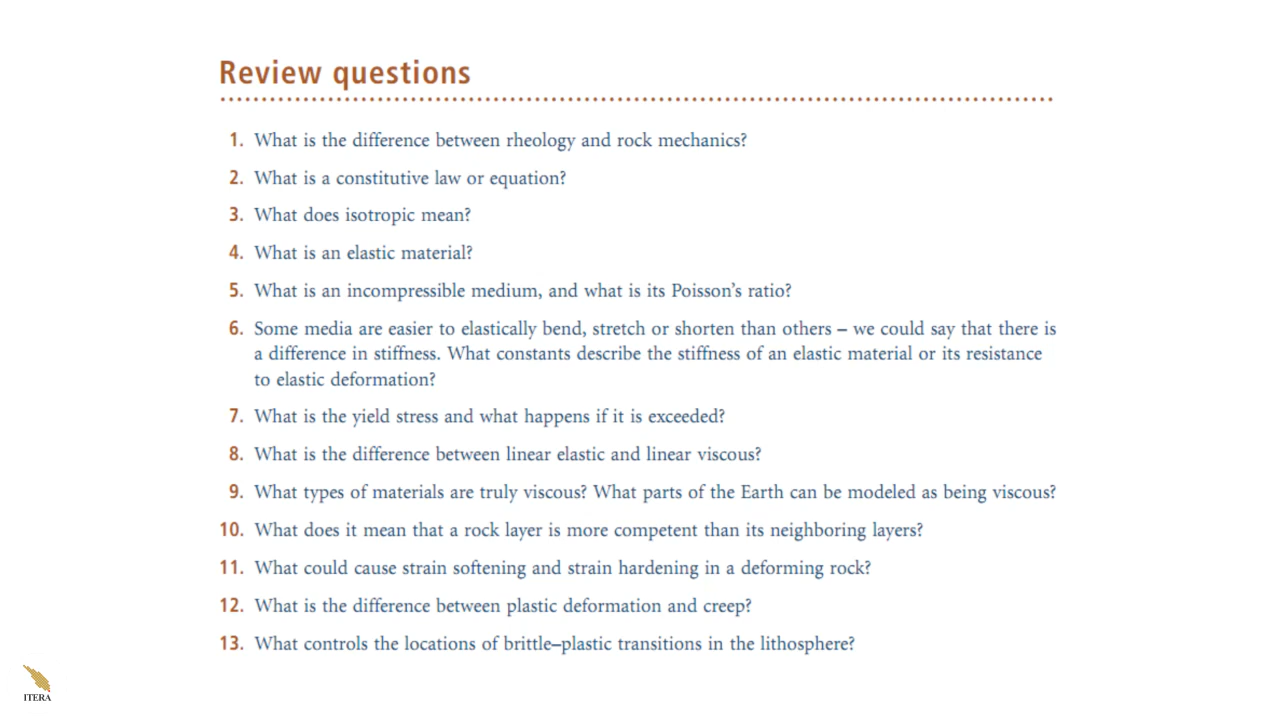 Review questions
1. What is the difference between rheology and rock mechanics?
2. What is a constitutive law or equation?
3. What does isotropic mean?
4. What is an elastic material?
5. What is an incompressible medium, and what is its Poisson's ratio?
6. Some media are easier to elastically bend, stretch or shorten than others – we could say that there is
a difference in stiffness. What constants describe the stiffness of an elastic material or its resistance
to elastic deformation?
7. What is the yield stress and what happens if it is exceeded?
8. What is the difference between linear elastic and linear viscous?
9. What types of materials are truly viscous? What parts of the Earth can be modeled as being viscous?
10. What does it mean that a rock layer is more competent than its neighboring layers?
11. What could cause strain softening and strain hardening in a deforming rock?
12. What is the difference between plastic deformation and creep?
13. What controls the locations of brittle–plastic transitions in the lithosphere?
ITERA